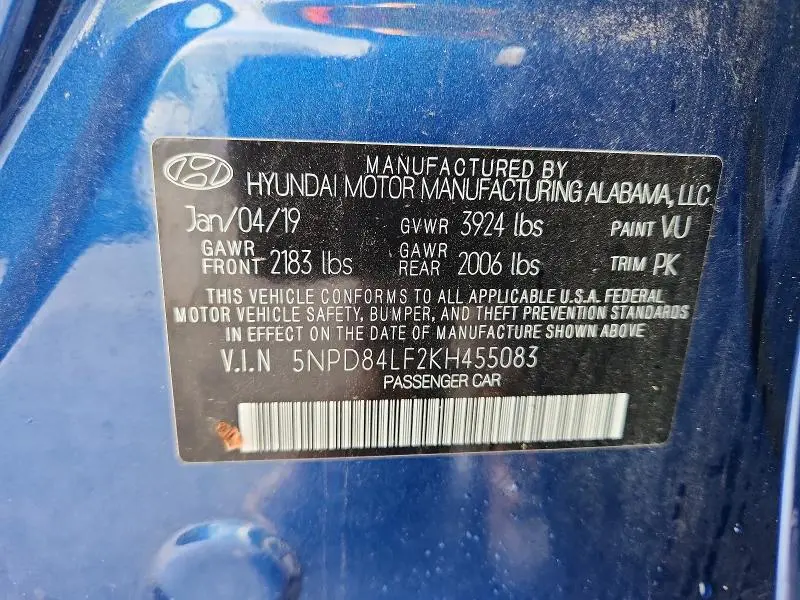 MANUFACTURED BY
HYUNDAI MOTOR MANUFACTURING ALABAMA, LLC
Jan/04/19 GVWR 3924 lbs PAINT VU
GAWR FRONT 2183 lbs GAWR REAR 2006 lbs TRIM PK
THIS VEHICLE CONFORMS TO ALL APPLICABLE U.S.A. FEDERAL
MOTOR VEHICLE SAFETY, BUMPER, AND THEFT PREVENTION STANDARDS
IN EFFECT ON THE DATE OF MANUFACTURE SHOWN ABOVE
V.I.N 5NPD84LF2KH455083
PASSENGER CAR